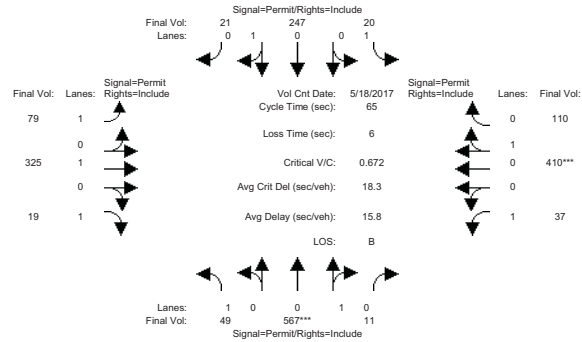 Signal=Permit/Rights=Include
Final Vol: 21 247 20
Lanes: 0 1 0 0 1
Signal=Permit
Final Vol: Lanes: Rights=Include
Vol Cnt Date: 5/18/2017
Signal=Permit
Rights=Include Lanes: Final Vol:
Cycle Time (sec): 65
79 1 0 110
Loss Time (sec): 6
0 1
325 1 Critical V/C: 0.672 0 410***
0 Avg Crit Del (sec/veh): 18.3 0
19 1 Avg Delay (sec/veh): 15.8 1 37
LOS: B
Lanes: 1 0 0 1 0
Final Vol: 49 567*** 11
Signal=Permit/Rights=Include